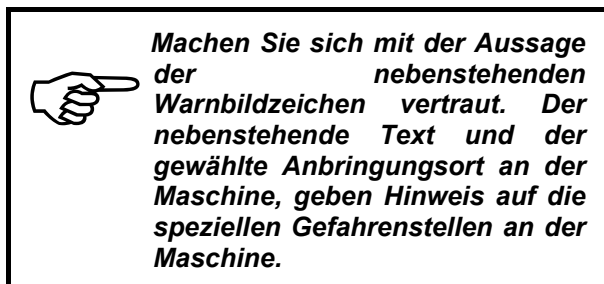 Machen Sie sich mit der Aussage
der nebenstehenden
Warnbildzeichen vertraut. Der
nebenstehende Text und der
gewählte Anbringungsort an der
Maschine, geben Hinweis auf die
speziellen Gefahrenstellen an der
Maschine.